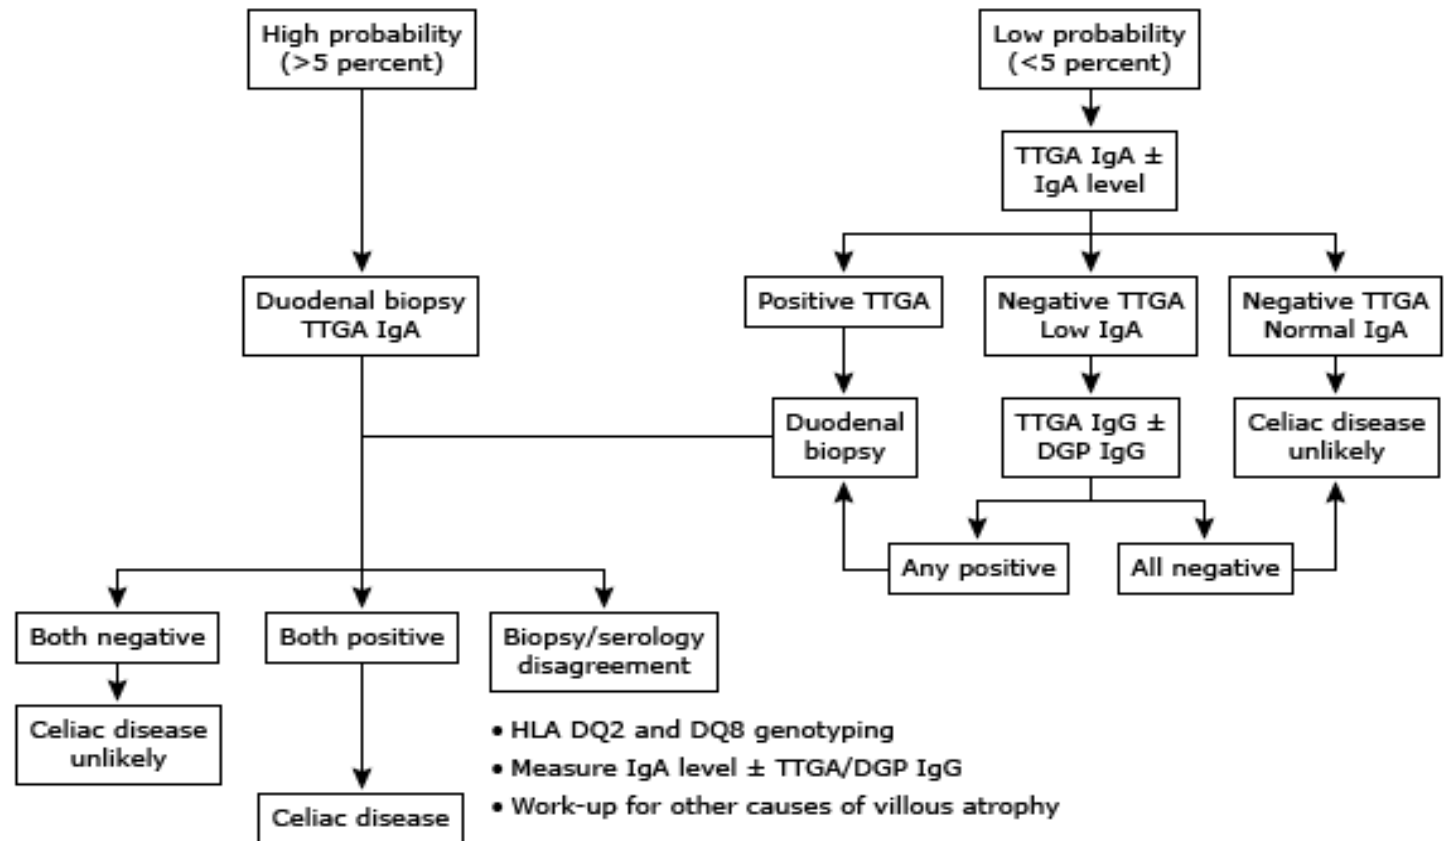 High probability
(>5 percent)
Low probability
(<5 percent)
TTGA IgA ±
IgA level
Duodenal biopsy
TTGA IgA
Positive TTGA
Negative TTGA
Low IgA
Negative TTGA
Normal IgA
Duodenal
biopsy
TTGA IgG ±
DGP IgG
Celiac disease
unlikely
Any positive
All negative
Both negative
Both positive
Biopsy/serology
disagreement
Celiac disease
unlikely
• HLA DQ2 and DQ8 genotyping
• Measure IgA level ± TTGA/DGP IgG
• Work-up for other causes of villous atrophy
Celiac disease